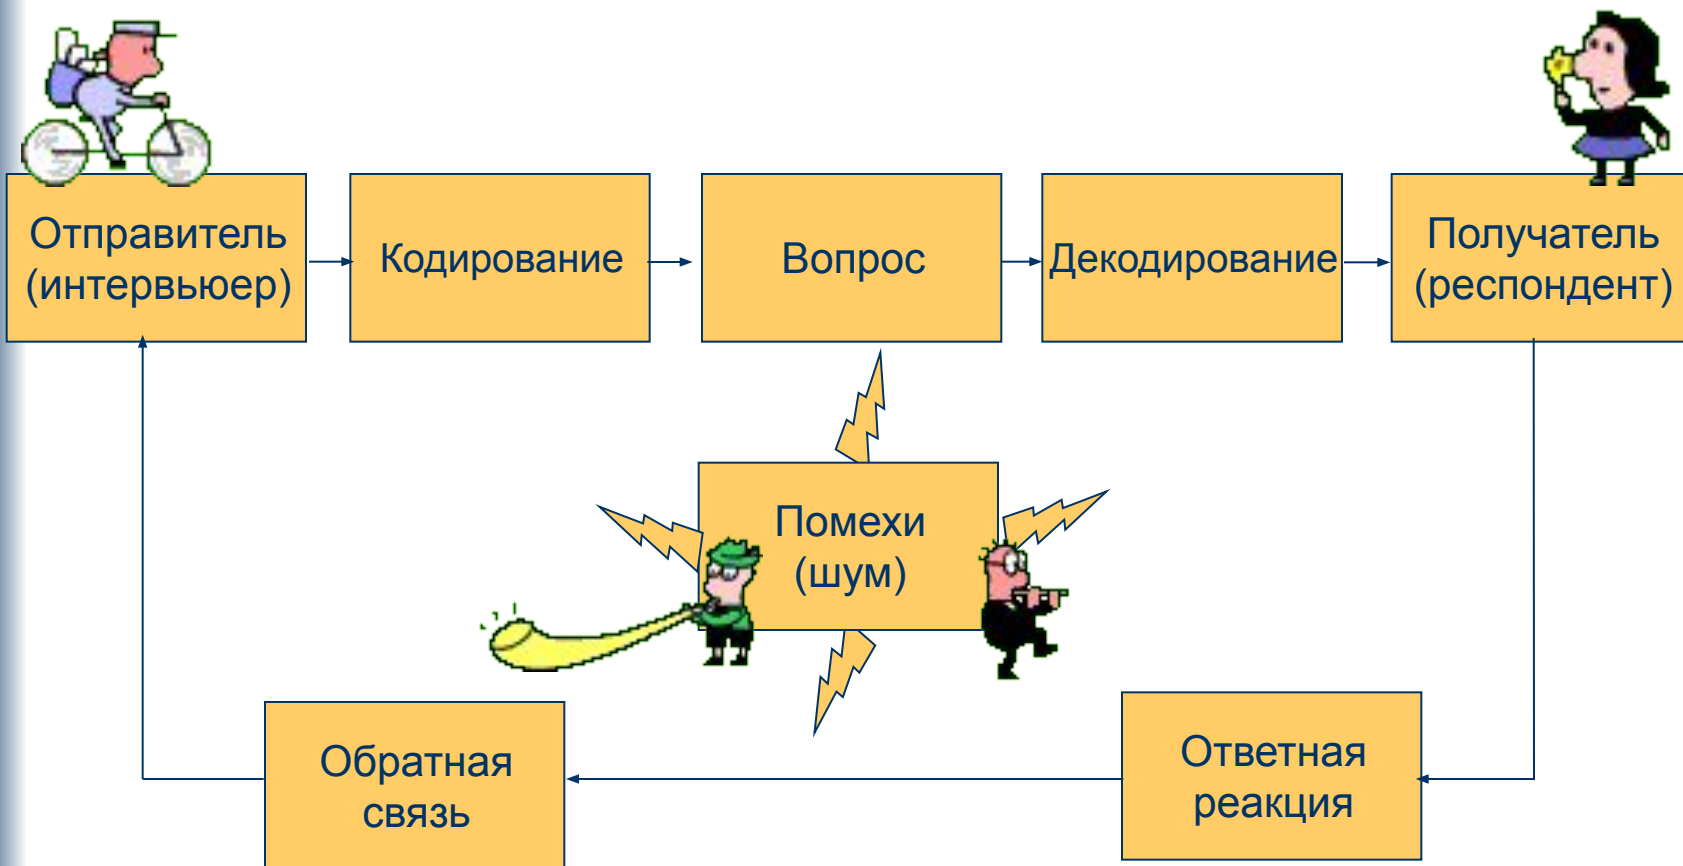 Отправитель
(интервьюер)
Кодирование
Вопрос
Декодирование
Получатель
(респондент)
Помехи
(шум)
Обратная
связь
Ответная
реакция